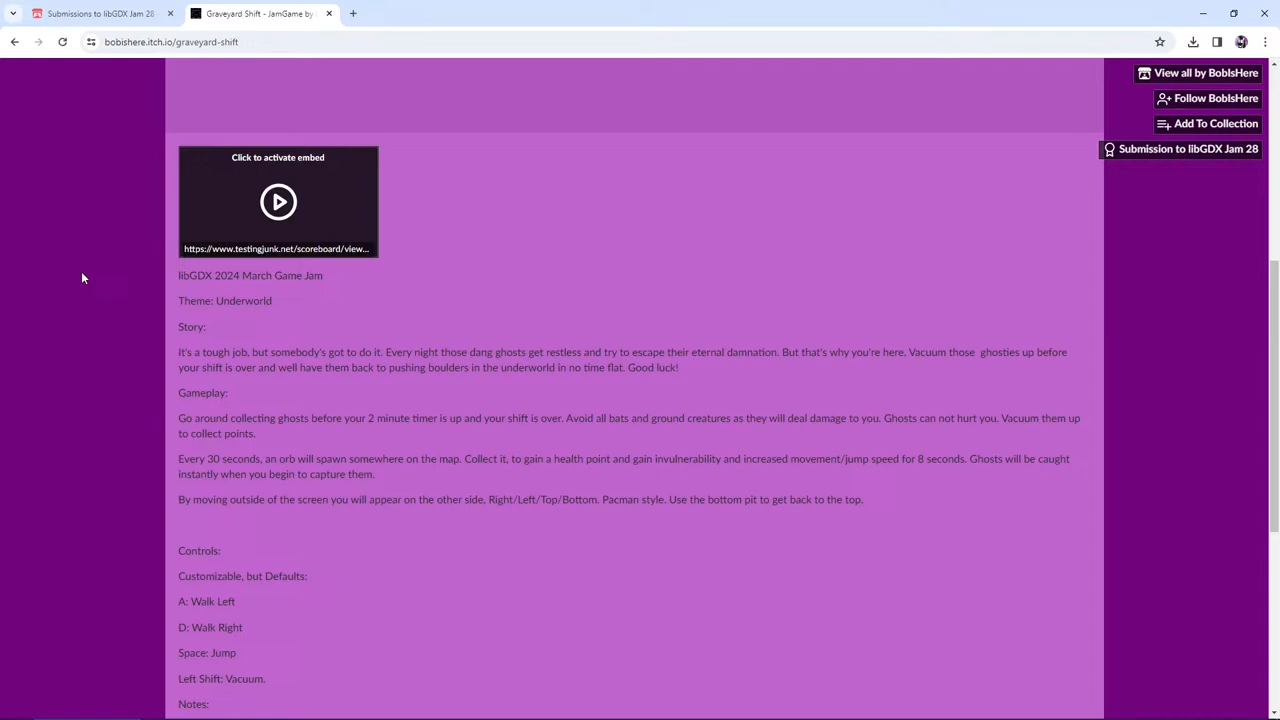 Submissions to libGDX Jam 28
Graveyard Shift - JamGame by
bobishere.itch.io/graveyard-shift
View all by BobIsHere
Follow BobIsHere
Add To Collection
Submission to libGDX Jam 28
Click to activate embed
https://www.testingjunk.net/scoreboard/view...
libGDX 2024 March Game Jam
Theme: Underworld
Story:
It's a tough job, but somebody's got to do it. Every night those dang ghosts get restless and try to escape their eternal damnation. But that's why you're here. Vacuum those  ghosties up before
your shift is over and well have them back to pushing boulders in the underworld in no time flat. Good luck!
Gameplay:
Go around collecting ghosts before your 2 minute timer is up and your shift is over. Avoid all bats and ground creatures as they will deal damage to you. Ghosts can not hurt you. Vacuum them up
to collect points.
Every 30 seconds, an orb will spawn somewhere on the map. Collect it, to gain a health point and gain invulnerability and increased movement/jump speed for 8 seconds. Ghosts will be caught
instantly when you begin to capture them.
By moving outside of the screen you will appear on the other side. Right/Left/Top/Bottom. Pacman style. Use the bottom pit to get back to the top.
Controls:
Customizable, but Defaults:
A: Walk Left
D: Walk Right
Space: Jump
Left Shift: Vacuum.
Notes: